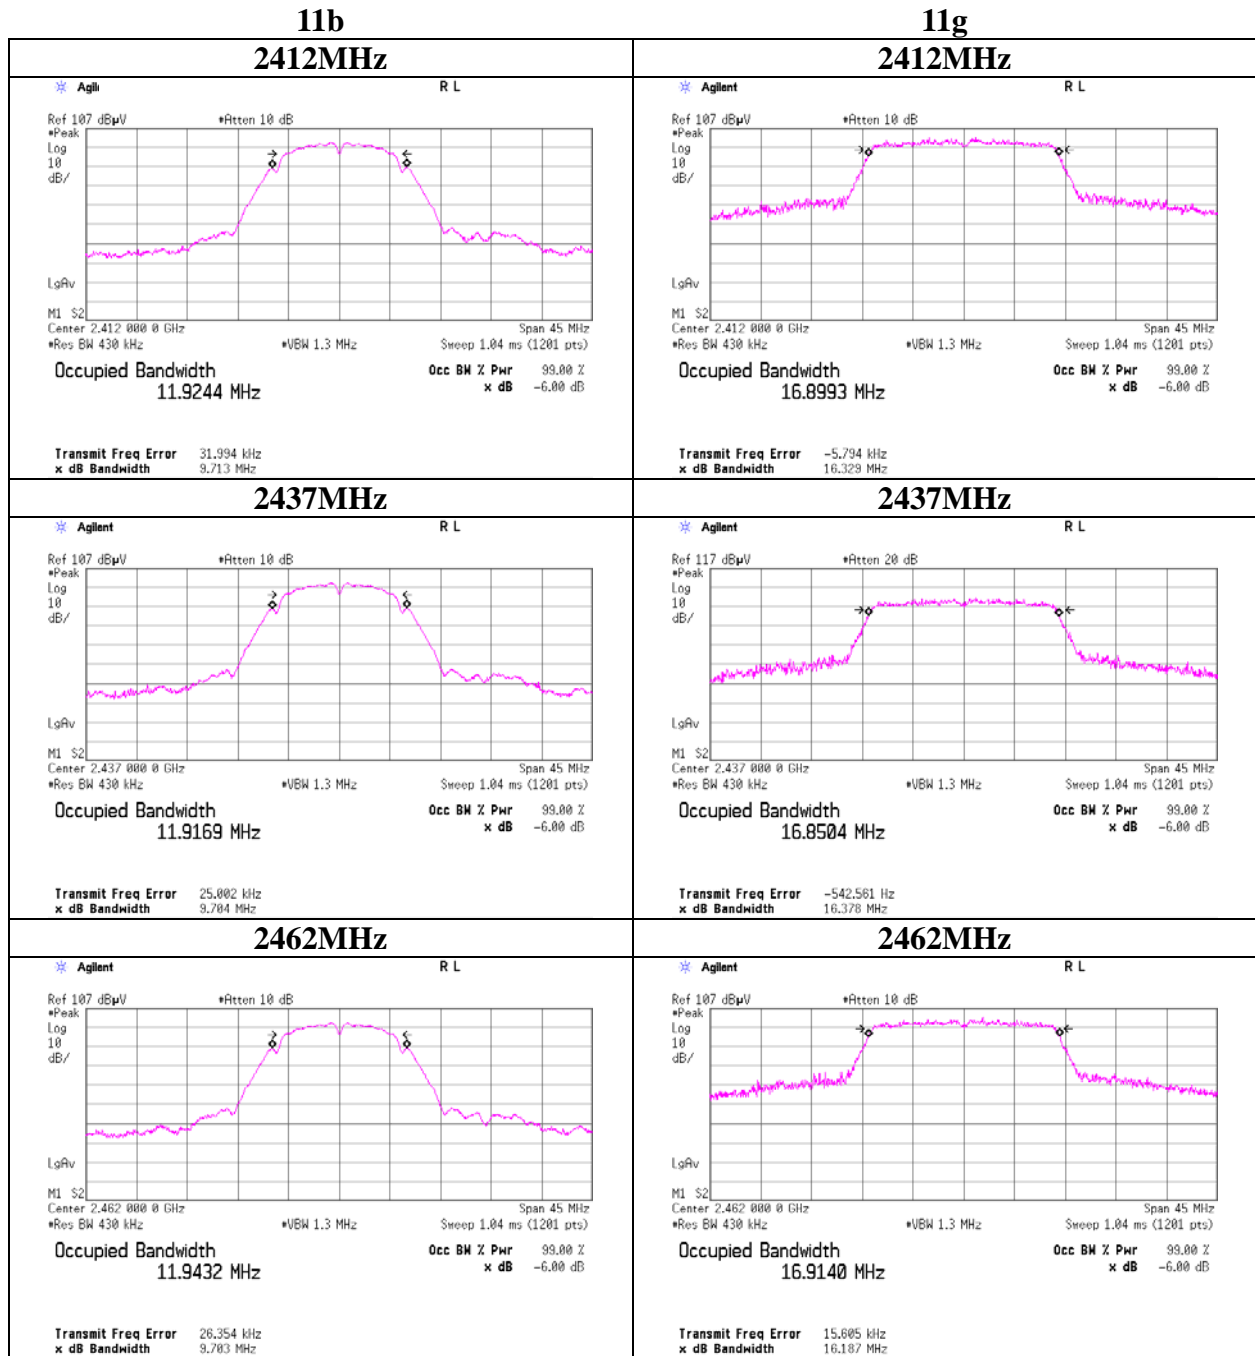 11b 11g
2412MHz 2412MHz
Agil R L
Ref 107 dBµV #Atten 10 dB
#Peak
Log
10
dB/
LgAv
M1 S2
Center 2.412 000 0 GHz Span 45 MHz
#Res BW 430 kHz #VBW 1.3 MHz Sweep 1.04 ms (1201 pts)
Occupied Bandwidth Occ BW % Pwr 99.00 %
11.9244 MHz x dB -6.00 dB
Transmit Freq Error 31.994 kHz
x dB Bandwidth 9.713 MHz
Agilent R L
Ref 107 dBµV #Atten 10 dB
#Peak
Log
10
dB/
LgAv
M1 S2
Center 2.412 000 0 GHz Span 45 MHz
#Res BW 430 kHz #VBW 1.3 MHz Sweep 1.04 ms (1201 pts)
Occupied Bandwidth Occ BW % Pwr 99.00 %
16.8993 MHz x dB -6.00 dB
Transmit Freq Error -5.794 kHz
x dB Bandwidth 16.329 MHz
2437MHz 2437MHz
Agilent R L
Ref 107 dBµV #Atten 10 dB
#Peak
Log
10
dB/
LgAv
M1 S2
Center 2.437 000 0 GHz Span 45 MHz
#Res BW 430 kHz #VBW 1.3 MHz Sweep 1.04 ms (1201 pts)
Occupied Bandwidth Occ BW % Pwr 99.00 %
11.9169 MHz x dB -6.00 dB
Transmit Freq Error 25.002 kHz
x dB Bandwidth 9.704 MHz
Agilent R L
Ref 117 dBµV #Atten 20 dB
#Peak
Log
10
dB/
LgAv
M1 S2
Center 2.437 000 0 GHz Span 45 MHz
#Res BW 430 kHz #VBW 1.3 MHz Sweep 1.04 ms (1201 pts)
Occupied Bandwidth Occ BW % Pwr 99.00 %
16.8504 MHz x dB -6.00 dB
Transmit Freq Error -542.561 Hz
x dB Bandwidth 16.378 MHz
2462MHz 2462MHz
Agilent R L
Ref 107 dBµV #Atten 10 dB
#Peak
Log
10
dB/
LgAv
M1 S2
Center 2.462 000 0 GHz Span 45 MHz
#Res BW 430 kHz #VBW 1.3 MHz Sweep 1.04 ms (1201 pts)
Occupied Bandwidth Occ BW % Pwr 99.00 %
11.9432 MHz x dB -6.00 dB
Transmit Freq Error 26.354 kHz
x dB Bandwidth 9.703 MHz
Agilent R L
Ref 107 dBµV #Atten 10 dB
#Peak
Log
10
dB/
LgAv
M1 S2
Center 2.462 000 0 GHz Span 45 MHz
#Res BW 430 kHz #VBW 1.3 MHz Sweep 1.04 ms (1201 pts)
Occupied Bandwidth Occ BW % Pwr 99.00 %
16.9140 MHz x dB -6.00 dB
Transmit Freq Error 15.605 kHz
x dB Bandwidth 16.187 MHz